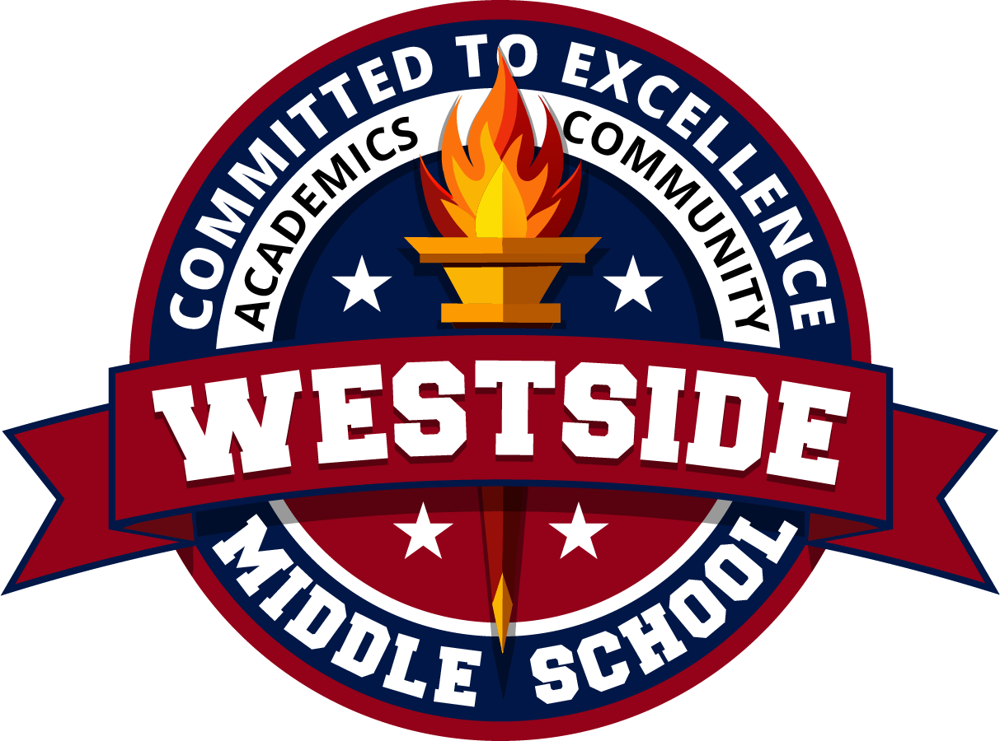 COMMITTED TO EXCELLENCE
ACADEMICS
COMMUNITY
WESTSIDE
MIDDLE SCHOOL